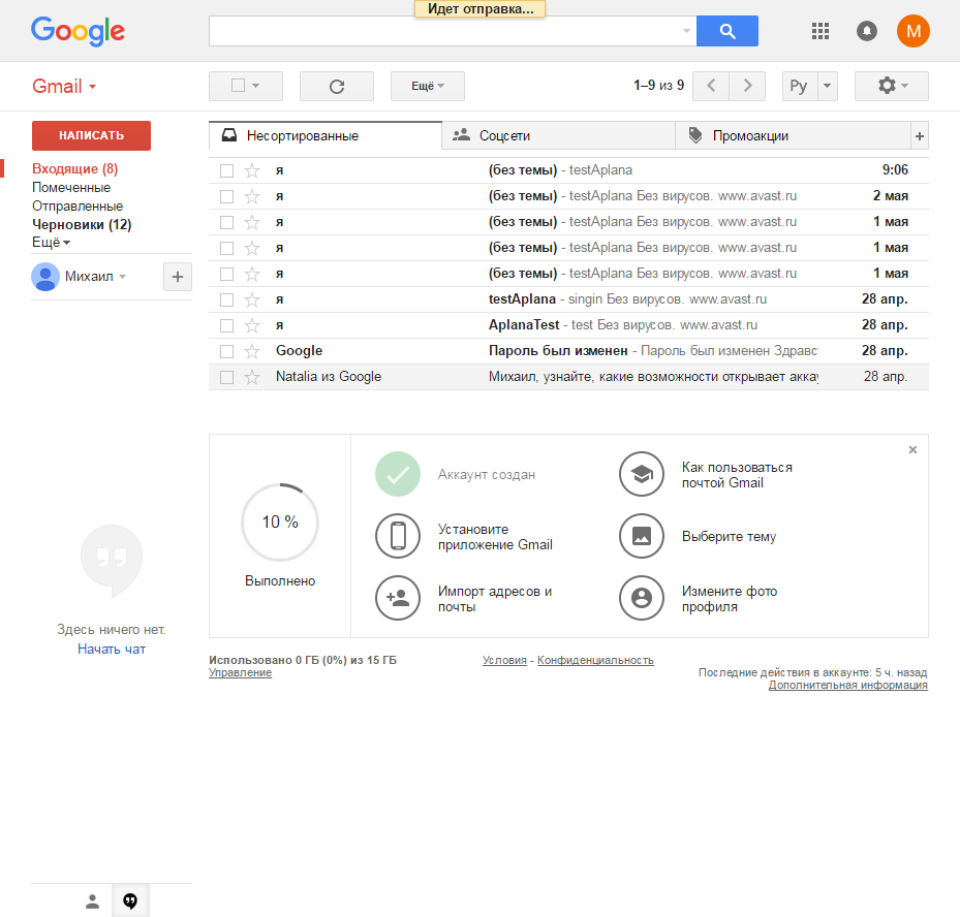 Идет отправка...
Google
M
Gmail
Ещё
1–9 из 9
Ру
НАПИСАТЬ
Входящие (8)
Помеченные
Отправленные
Черновики (12)
Ещё
Михаил
+
Несортированные
Соцсети
Промоакции
+
я (без темы) - testAplana 9:06
я (без темы) - testAplana Без вирусов. www.avast.ru 2 мая
я (без темы) - testAplana Без вирусов. www.avast.ru 1 мая
я (без темы) - testAplana Без вирусов. www.avast.ru 1 мая
я (без темы) - testAplana Без вирусов. www.avast.ru 1 мая
я testAplana - singin Без вирусов. www.avast.ru 28 апр.
я AplanaTest - test Без вирусов. www.avast.ru 28 апр.
Google Пароль был изменен - Пароль был изменен Здравс 28 апр.
Natalia из Google Михаил, узнайте, какие возможности открывает 28 апр.
10 %
Выполнено
Аккаунт создан
Как пользоваться
почтой Gmail
Установите
приложение Gmail
Выберите тему
Импорт адресов и
почты
Измените фото
профиля
Здесь ничего нет.
Начать чат
Использовано 0 ГБ (0%) из 15 ГБ
Управление
Условия - Конфиденциальность
Последние действия в аккаунте: 5 ч. назад
Дополнительная информация